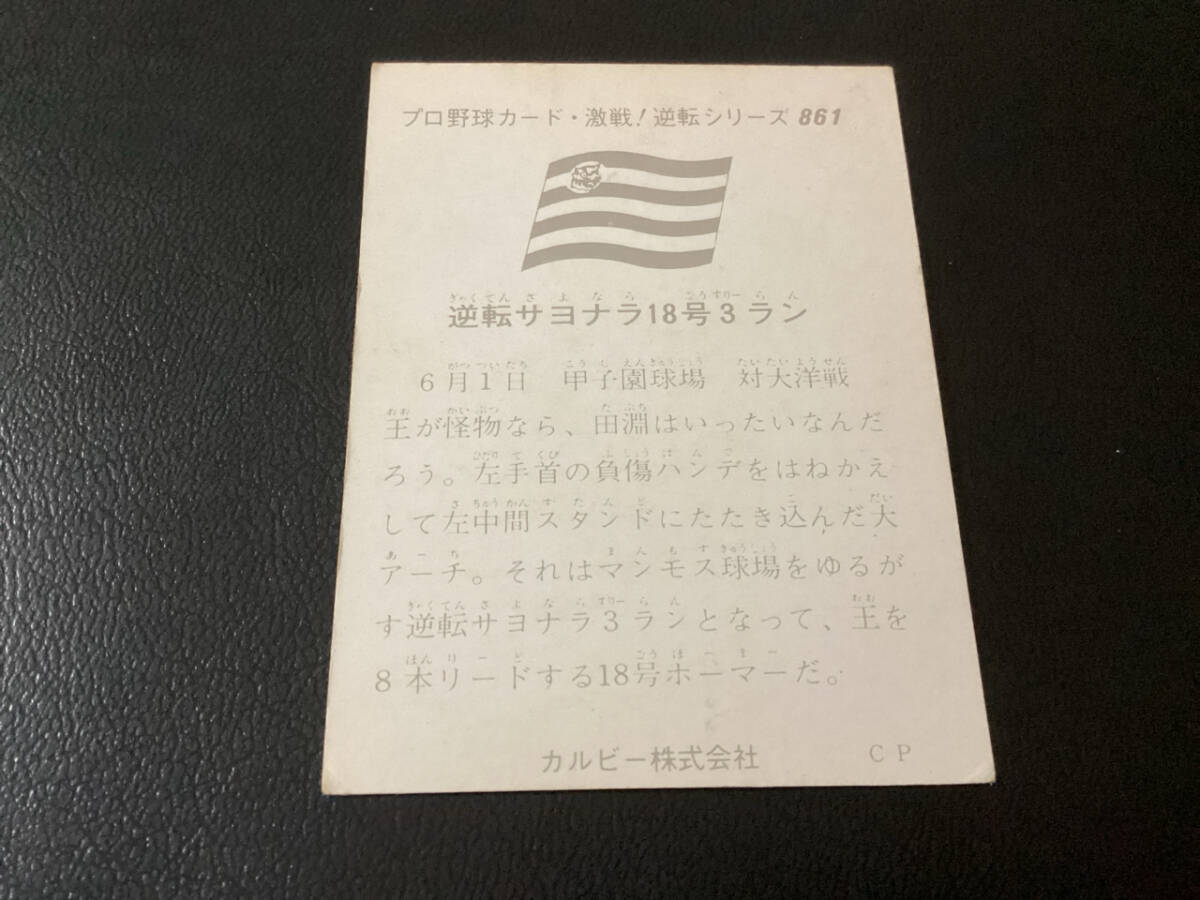 プロ野球カード・激戦!逆転シリーズ 861
逆転サヨナラ18号3ラン
6月1日 甲子園球場 対大洋戦
王が怪物なら、田淵はいったいなんだ
ろう。左手首の負傷ハンデをはねかえ
して左中間スタンドにたたき込んだ大
アーチ。それはマンモス球場をゆるが
す逆転サヨナラ3ランとなって、王を
8本リードする18号ホーマーだ。
カルビー株式会社 CP